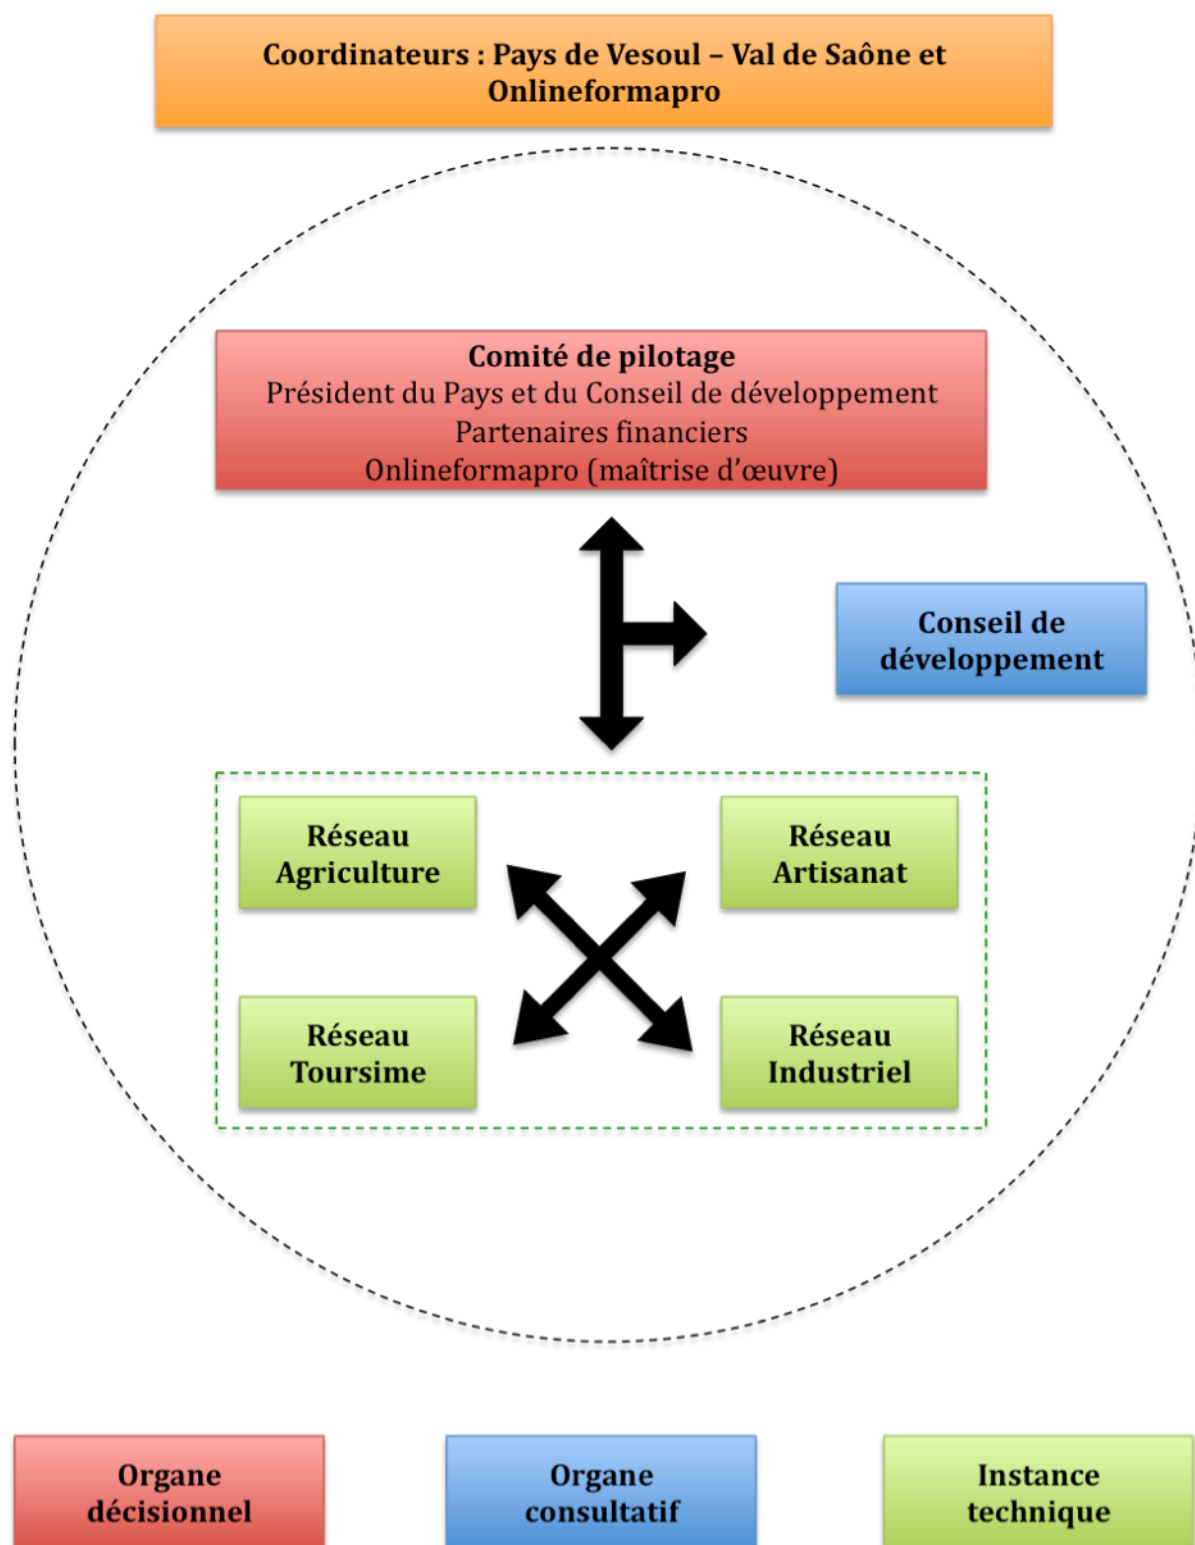 Coordinateurs : Pays de Vesoul – Val de Saône et
Onlineformapro
Comité de pilotage
Président du Pays et du Conseil de développement
Partenaires financiers
Onlineformapro (maîtrise d’œuvre)
Conseil de
développement
Réseau
Agriculture
Réseau
Artisanat
Réseau
Toursime
Réseau
Industriel
Organe
décisionnel
Organe
consultatif
Instance
technique